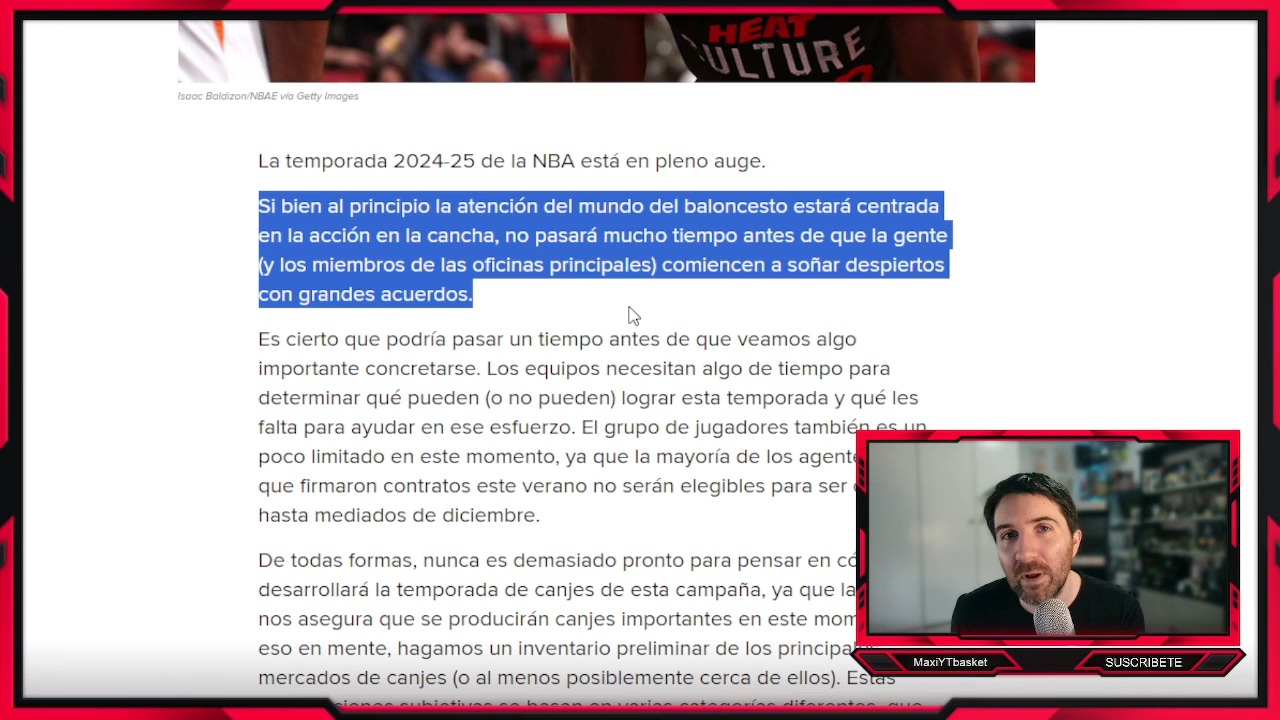 HEAT
CULTURE
Isaac Baldizon/NBAE vía Getty Images
La temporada 2024-25 de la NBA está en pleno auge.
Si bien al principio la atención del mundo del baloncesto estará centrada
en la acción en la cancha, no pasará mucho tiempo antes de que la gente
(y los miembros de las oficinas principales) comiencen a soñar despiertos
con grandes acuerdos.
Es cierto que podría pasar un tiempo antes de que veamos algo
importante concretarse. Los equipos necesitan algo de tiempo para
determinar qué pueden (o no pueden) lograr esta temporada y qué les
falta para ayudar en ese esfuerzo. El grupo de jugadores también es un
poco limitado en este momento, ya que la mayoría de los
que firmaron contratos este verano no serán elegibles para ser
hasta mediados de diciembre.
De todas formas, nunca es demasiado pronto para pensar en
desarrollará la temporada de canjes de esta campaña, ya que
nos asegura que se producirán canjes importantes en este
eso en mente, hagamos un inventario preliminar de los
mercados de canjes (o al menos posiblemente cerca de ellos). Estas
subjetivas se basan en varias categorías diferentes, que
MaxiYTbasket
SUSCRIBETE